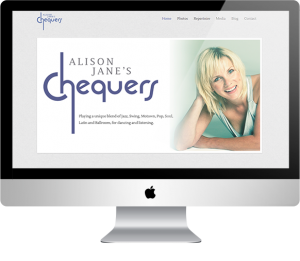 Chequers
Home Photos Repertoire Media Blog Contact
ALISON
JANE'S
Chequers
Playing a unique blend of Jazz, Swing, Motown, Pop, Soul,
Latin and Ballroom, for dancing and listening.